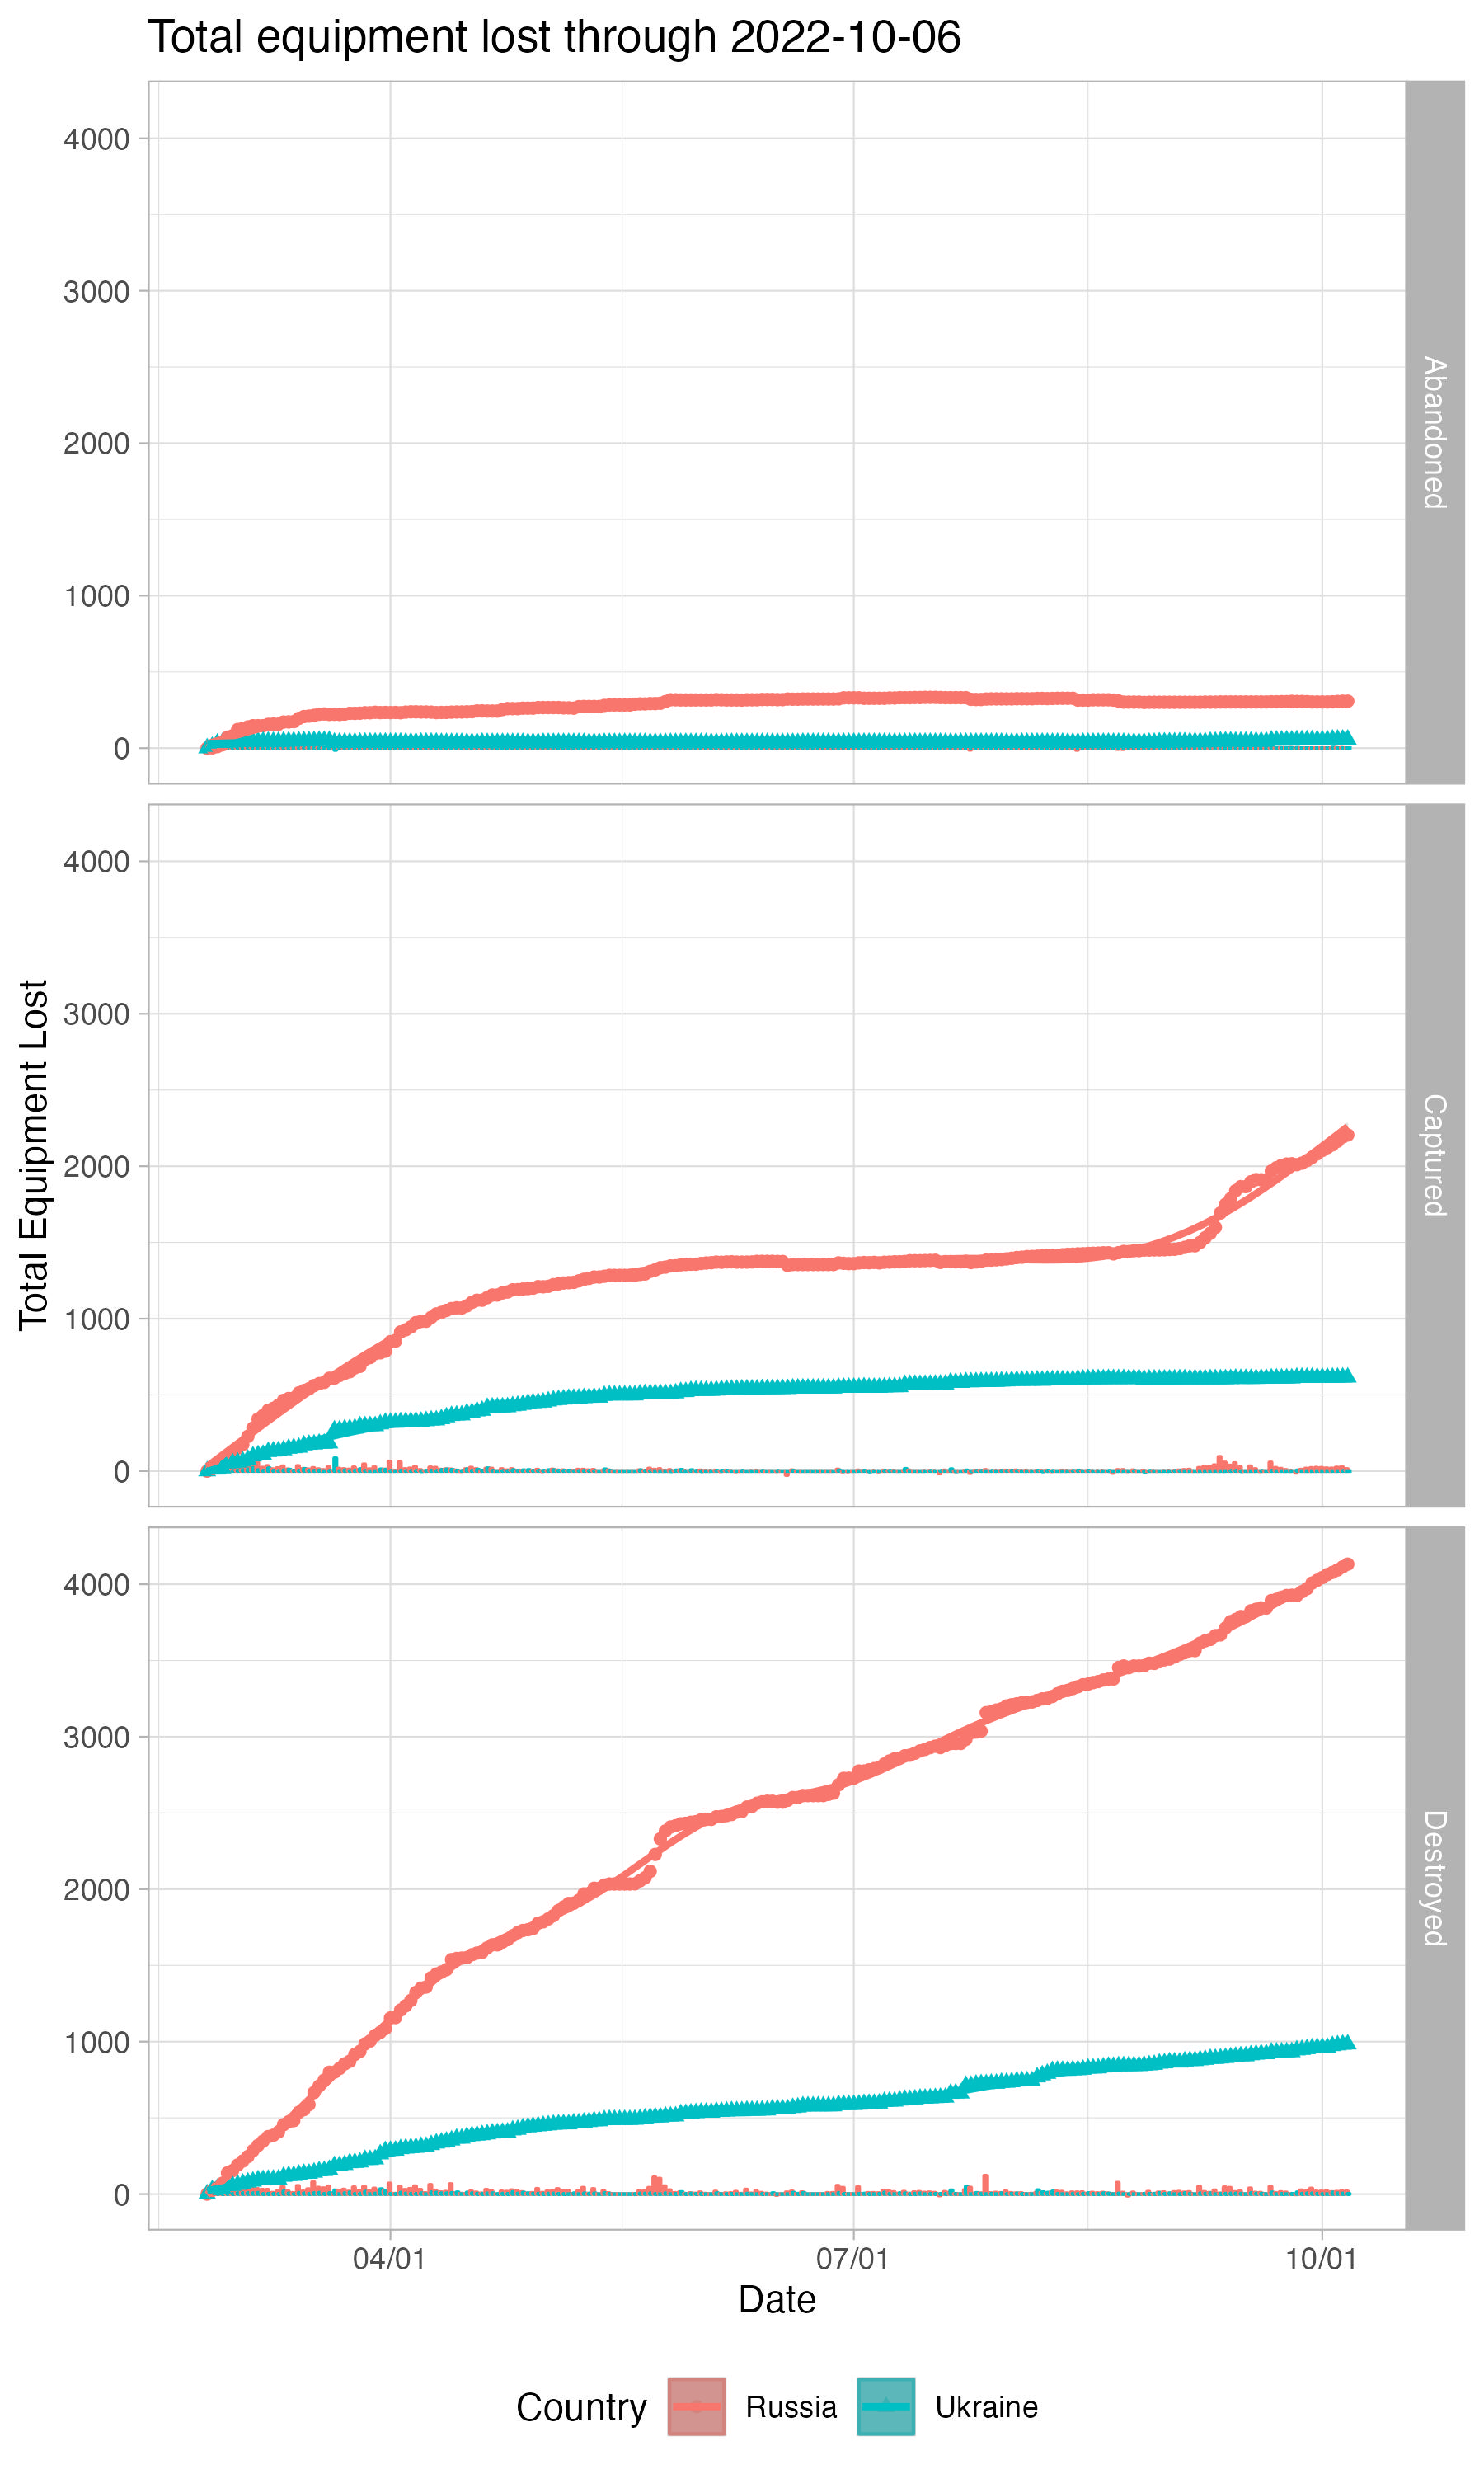 Total equipment lost through 2022-10-06
4000
3000
2000
1000
0
Abandoned
Total Equipment Lost
4000
3000
2000
1000
0
Captured
4000
3000
2000
1000
0
Destroyed
04/01 07/01 10/01
Date
Country Russia Ukraine